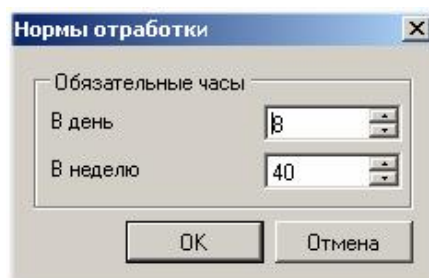 Нормы отработки
Обязательные часы
В день 8
В неделю 40
OK Отмена